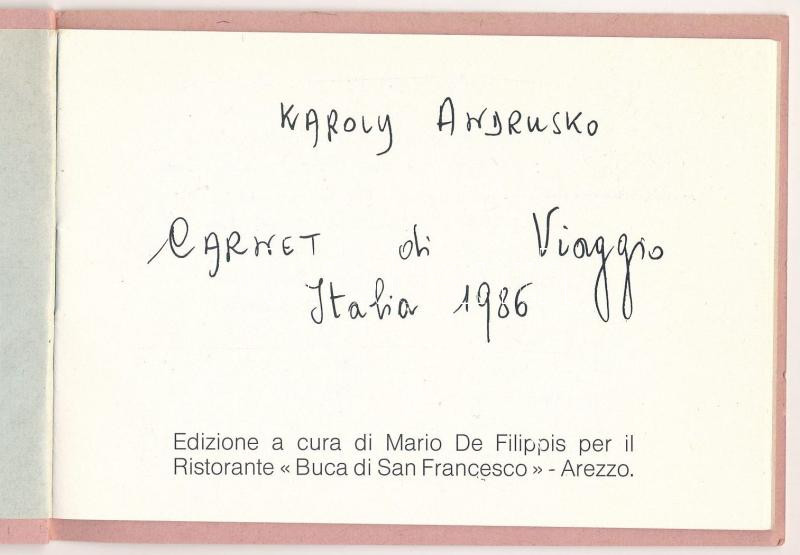 KAROLY ANDRUSKO
CARNET di Viaggio
Italia 1986
Edizione a cura di Mario De Filippis per il
Ristorante « Buca di San Francesco » - Arezzo.